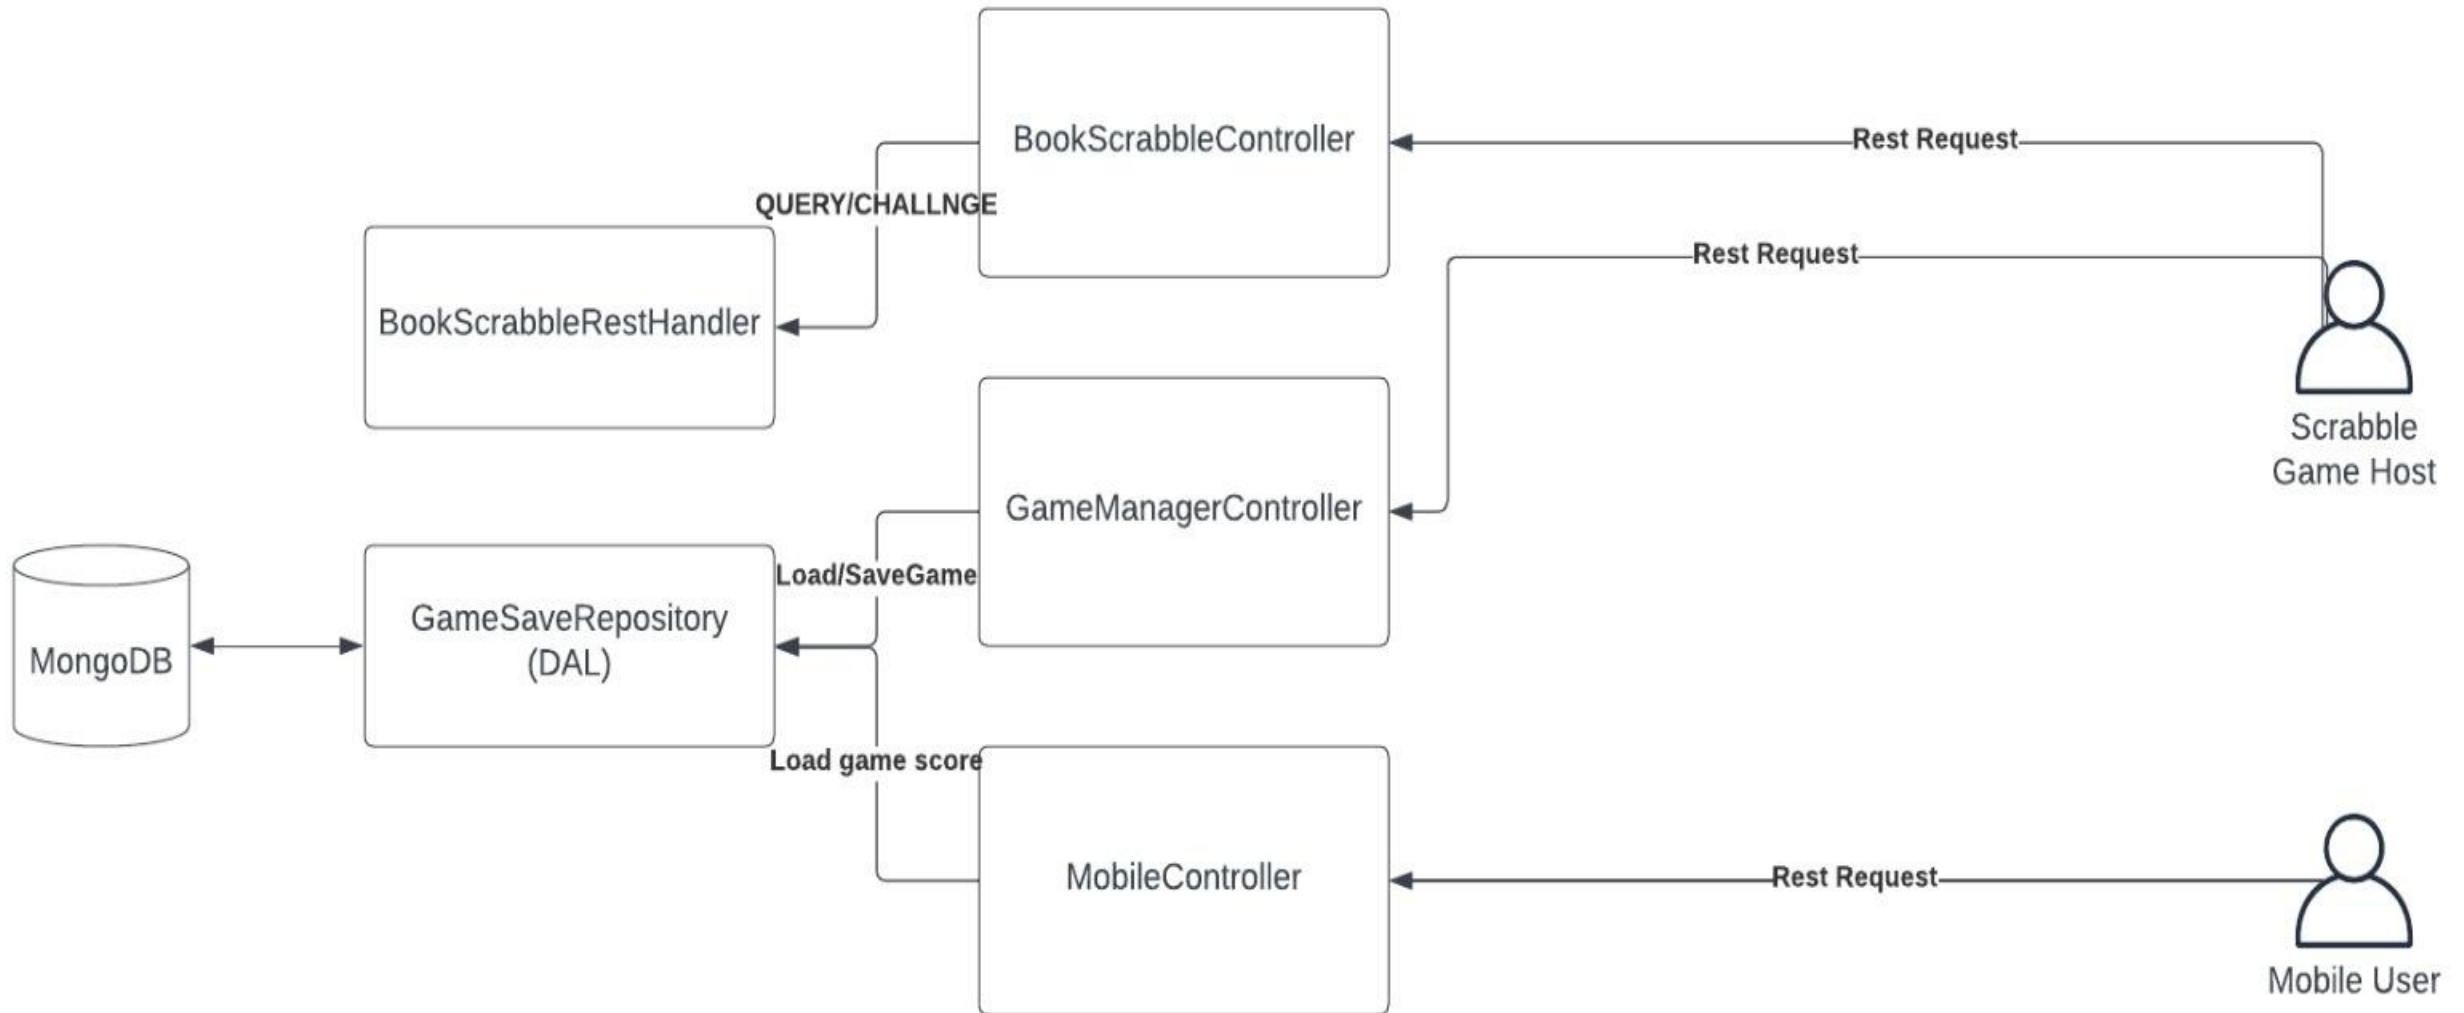 BookScrabbleController
Rest Request
QUERY/CHALLNGE
Rest Request
BookScrabbleRestHandler
Scrabble
Game Host
GameManagerController
Load/SaveGame
GameSaveRepository
(DAL)
MongoDB
Load game score
MobileController
Rest Request
Mobile User